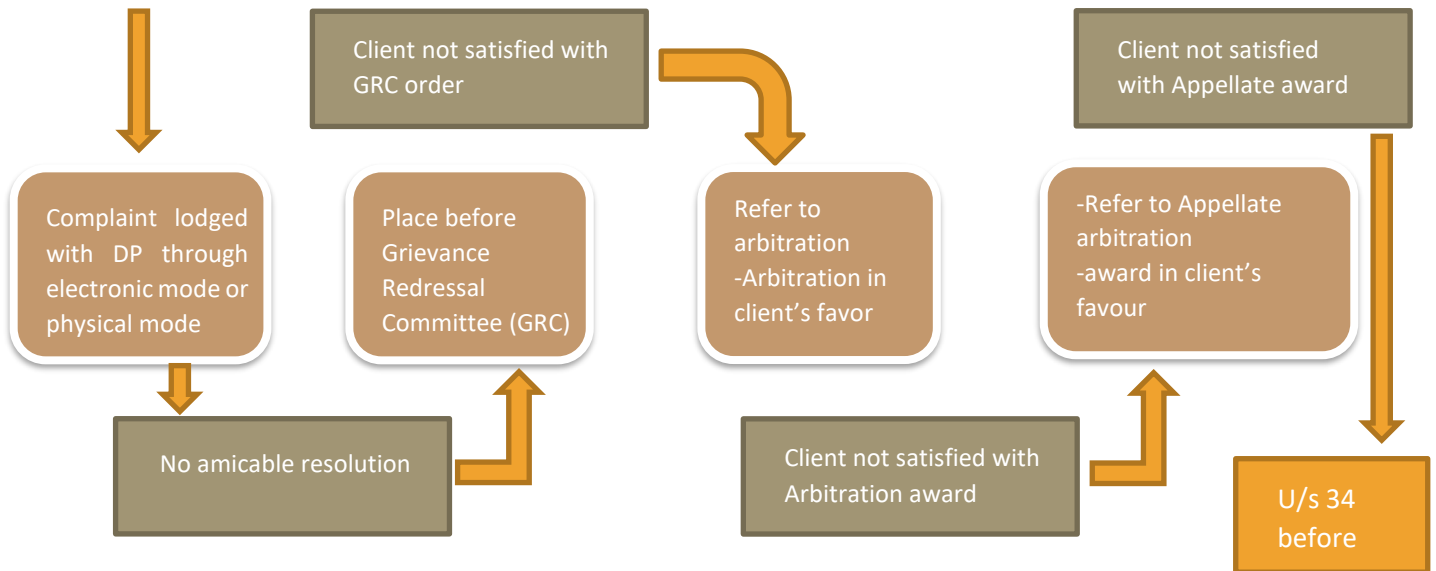 Client not satisfied with
GRC order
Client not satisfied
with Appellate award
Complaint lodged
with DP through
electronic mode or
physical mode
Place before
Grievance
Redressal
Committee (GRC)
Refer to
arbitration
-Arbitration in
client's favor
-Refer to Appellate
arbitration
-award in client's
favour
No amicable resolution
Client not satisfied with
Arbitration award
U/s 34
before